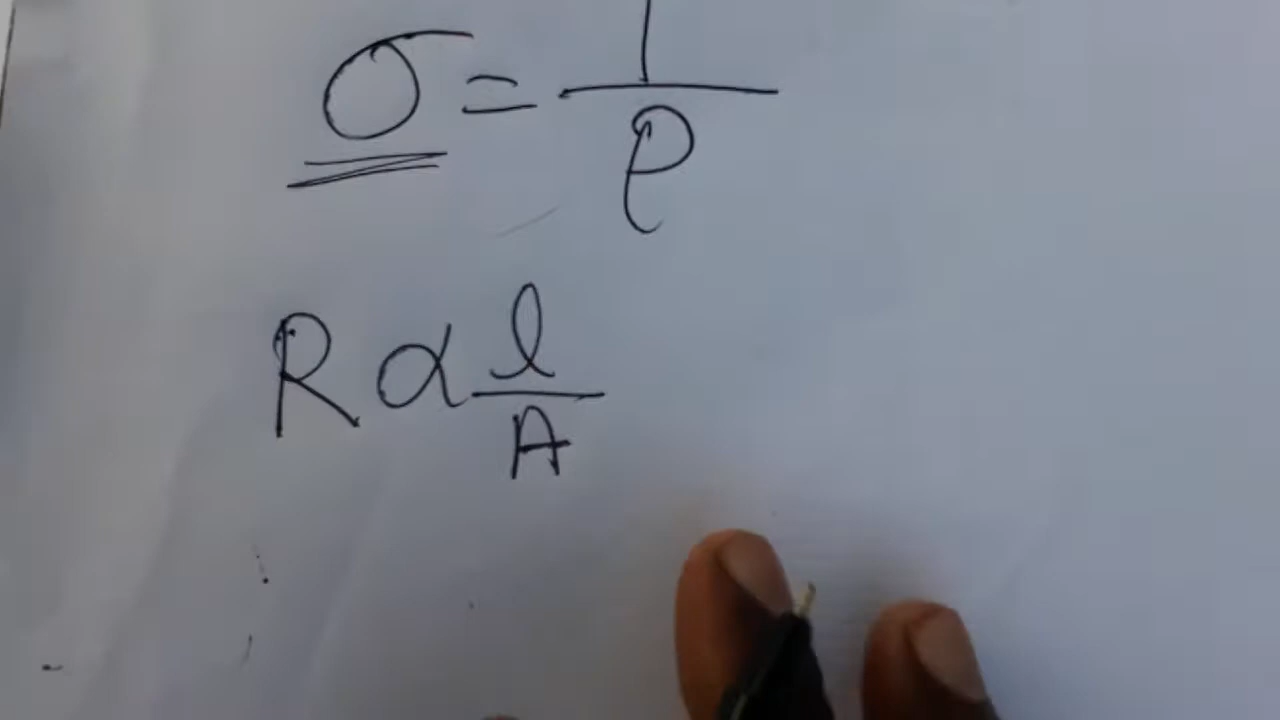 σ = 1/ρ
R α l/A